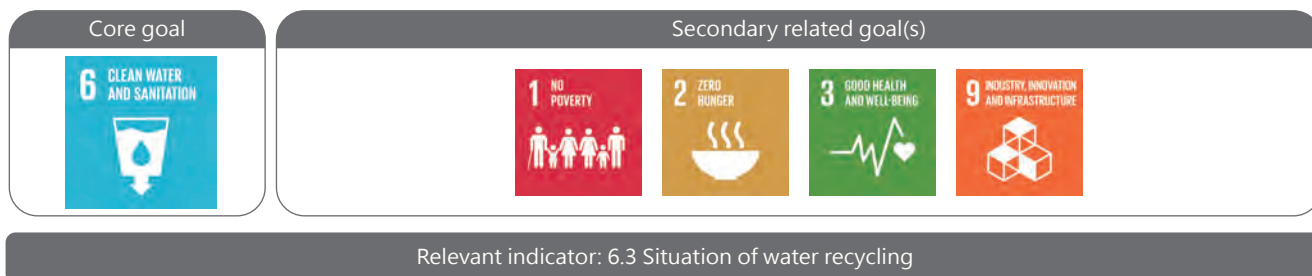 Core goal
6 CLEAN WATER
AND SANITATION
Secondary related goal(s)
1 NO
POVERTY
2 ZERO
HUNGER
3 GOOD HEALTH
AND WELL-BEING
9 INDUSTRY, INNOVATION
AND INFRASTRUCTURE
Relevant indicator: 6.3 Situation of water recycling